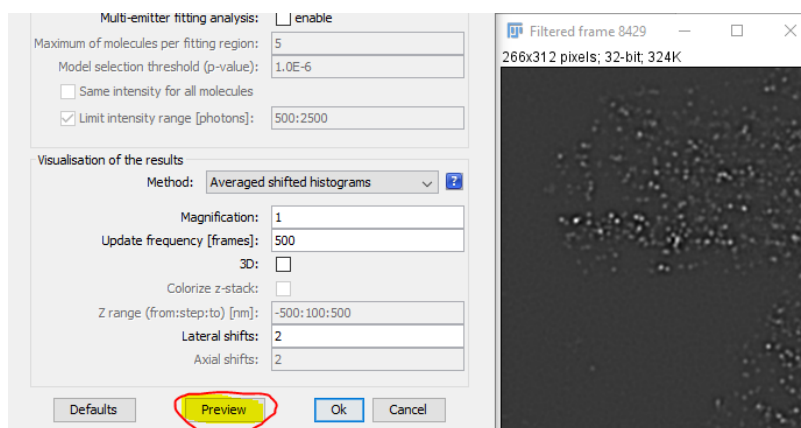 Multi-emitter fitting analysis: enable
Maximum of molecules per fitting region: 5
Model selection threshold (p-value): 1.0E-6
Same intensity for all molecules
Limit intensity range [photons]: 500:2500
Visualisation of the results
Method: Averaged shifted histograms ?
Magnification: 1
Update frequency [frames]: 500
3D:
Colorize z-stack:
Z range (from:step:to) [nm]: -500:100:500
Lateral shifts: 2
Axial shifts: 2
Defaults Preview Ok Cancel
Filtered frame 8429
266x312 pixels; 32-bit; 324K